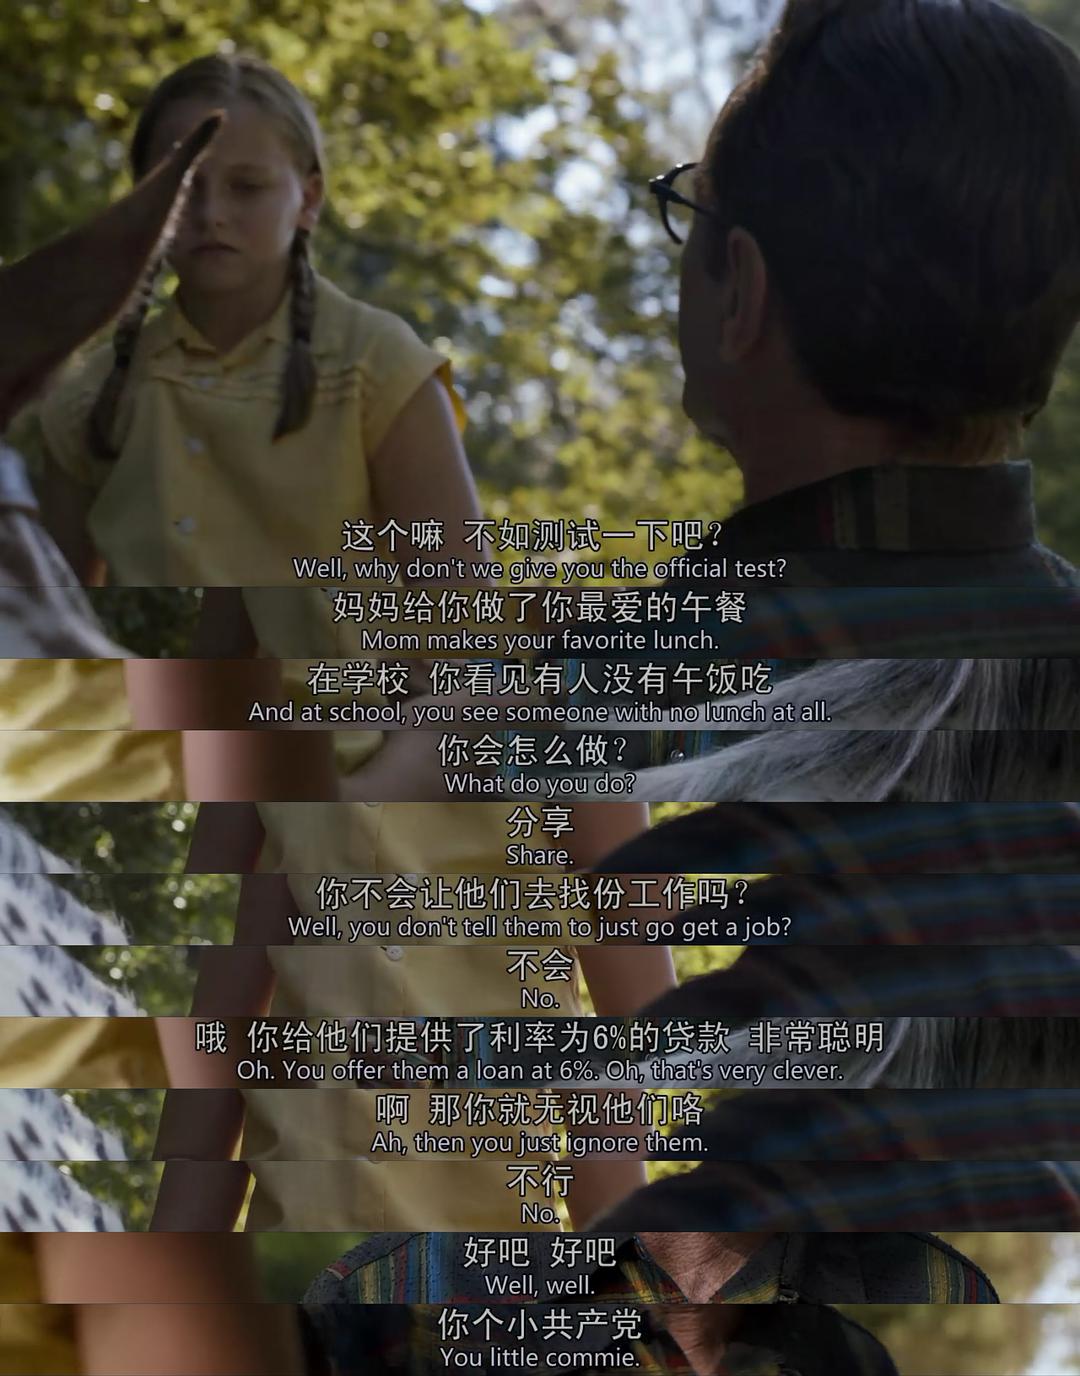 这个嘛 不如测试一下吧？
Well, why don't we give you the official test?
妈妈给你做了你最爱的午餐
Mom makes your favorite lunch.
在学校 你看见有人没有午饭吃
And at school, you see someone with no lunch at all.
你会怎么做？
What do you do?
分享
Share.
你不会让他们去找份工作吗？
Well, you don't tell them to just go get a job?
不会
No.
哦 你给他们提供了利率为6%的贷款 非常聪明
Oh. You offer them a loan at 6%. Oh, that's very clever.
啊 那你就无视他们咯
Ah, then you just ignore them.
不行
No.
好吧 好吧
Well, well.
你个小共产党
You little commie.